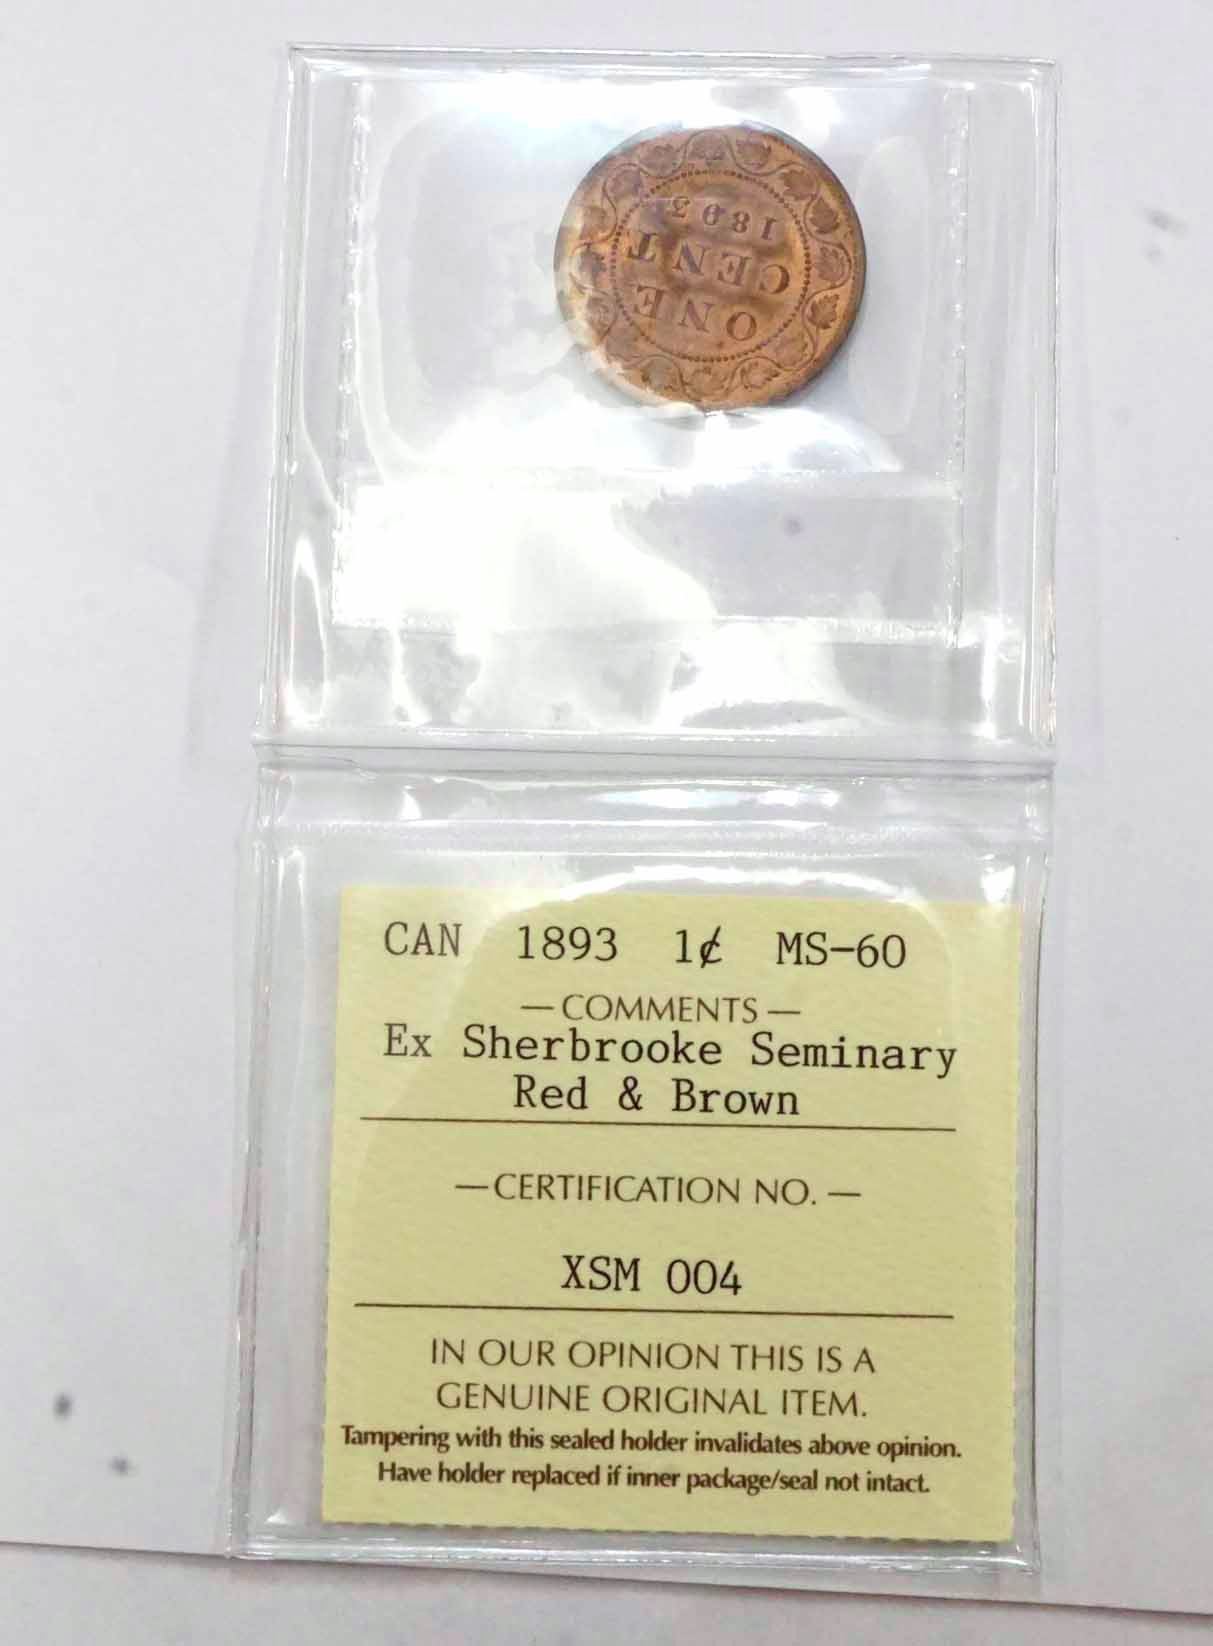 ONE
CENT
1893
CAN 1893 1¢ MS-60
— COMMENTS —
Ex Sherbrooke Seminary
Red & Brown
— CERTIFICATION NO. —
XSM 004
IN OUR OPINION THIS IS A
GENUINE ORIGINAL ITEM.
Tampering with this sealed holder invalidates above opinion.
Have holder replaced if inner package/seal not intact.